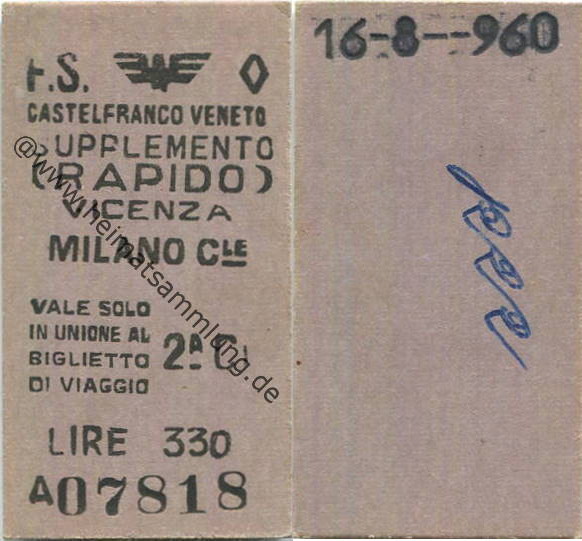 F.S.
CASTELFRANCO VENETO
SUPPLEMENTO
(RAPIDO)
VICENZA
MILANO CLE
VALE SOLO
IN UNIONE AL
BIGLIETTO
DI VIAGGIO
2ª Cl
LIRE 330
A07818
16-8--960
@www.heimatsammlung.de